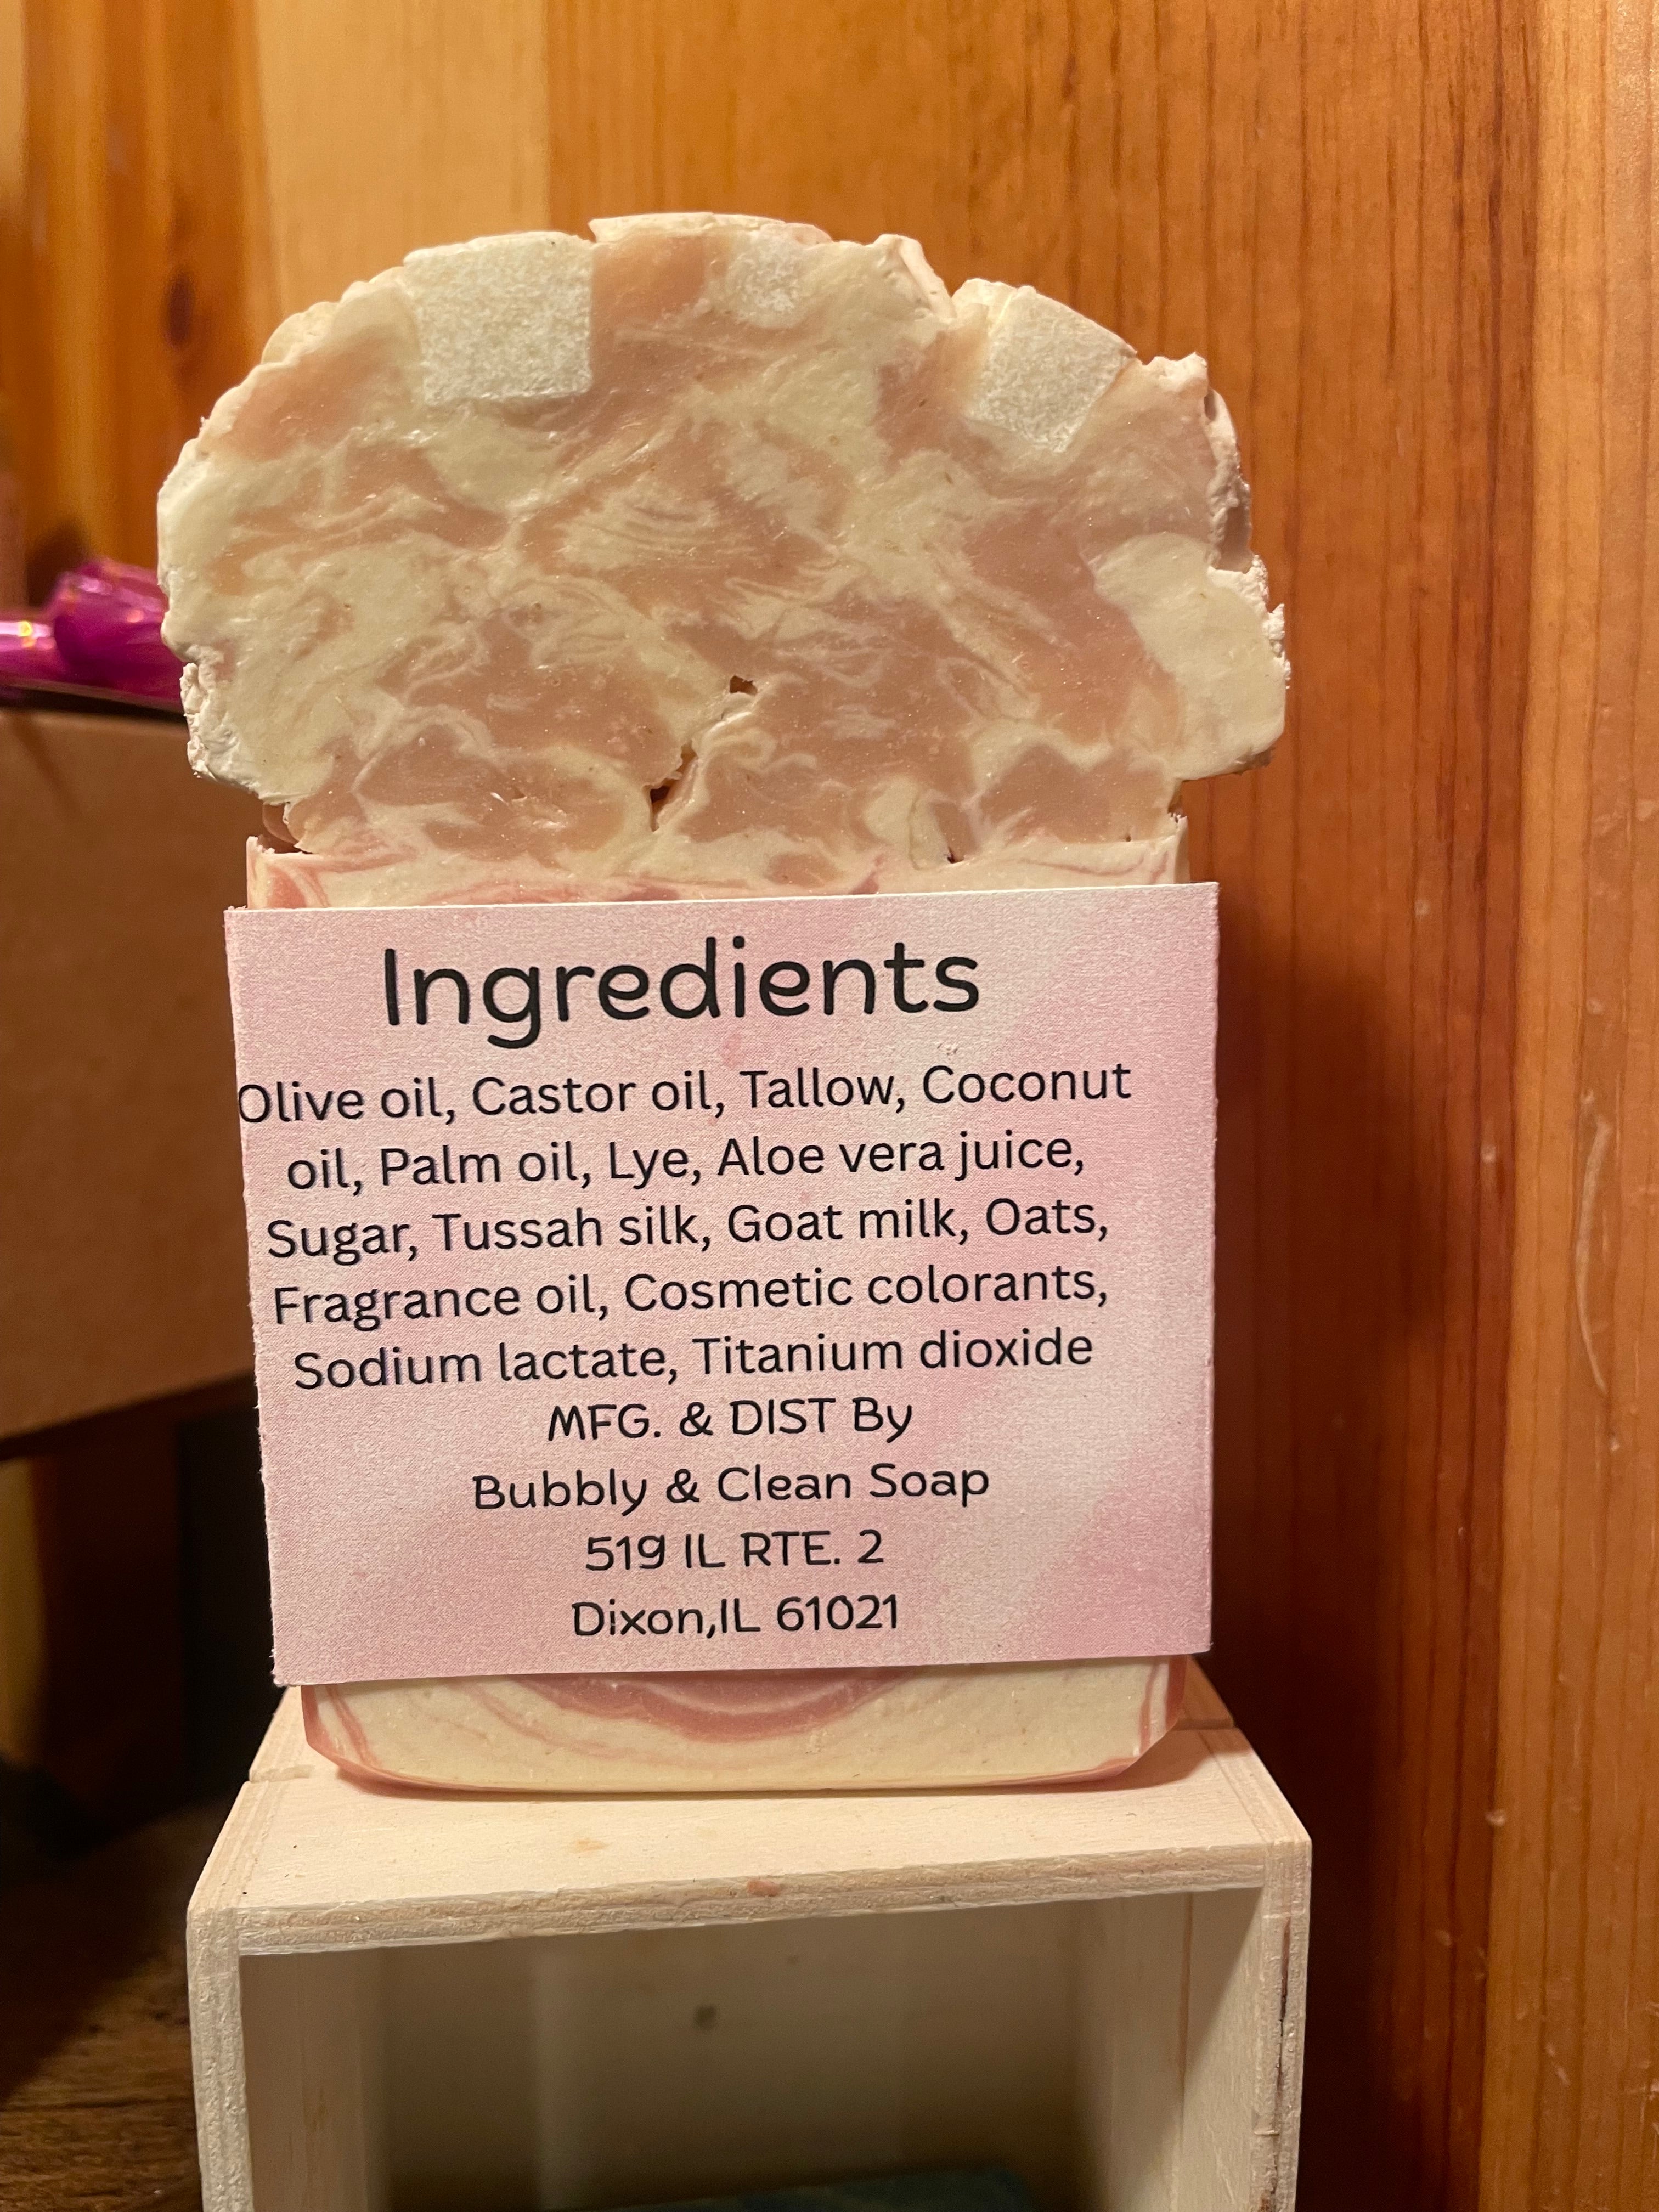 Ingredients
Olive oil, Castor oil, Tallow, Coconut
oil, Palm oil, Lye, Aloe vera juice,
Sugar, Tussah silk, Goat milk, Oats,
Fragrance oil, Cosmetic colorants,
Sodium lactate, Titanium dioxide
MFG. & DIST By
Bubbly & Clean Soap
519 IL RTE. 2
Dixon,IL 61021